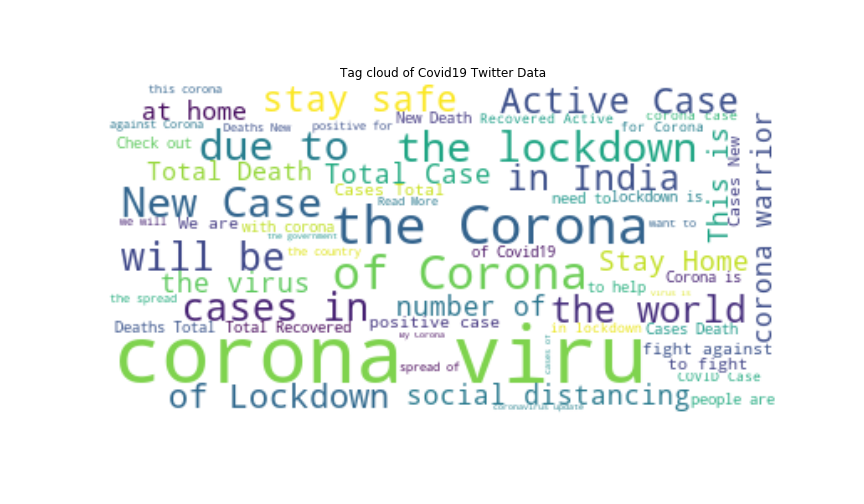 Tag cloud of Covid19 Twitter Data
this corona
stay safe
Active Case
at home
New Death
Recovered Active
corona case
against Corona
Deaths New
positive for
for Corona
Check out
due to
the lockdown
This is
Cases New
corona warrior
Total Death
Total Case
in India
Cases Total
New Case
Read More
need to
lockdown is
the Corona
we will
We are
with corona
want to
the government
will be
the country
of Covid19
Stay Home
the virus
of Corona
Corona is
to help
virus is
the spread
cases in
number of
the world
Deaths Total
Total Recovered
positive case
in lockdown
Cases Death
corona viru
By Corona
cases of
fight against
spread of
to fight
COVID Case
of Lockdown
social distancing
people are
coronavirus update